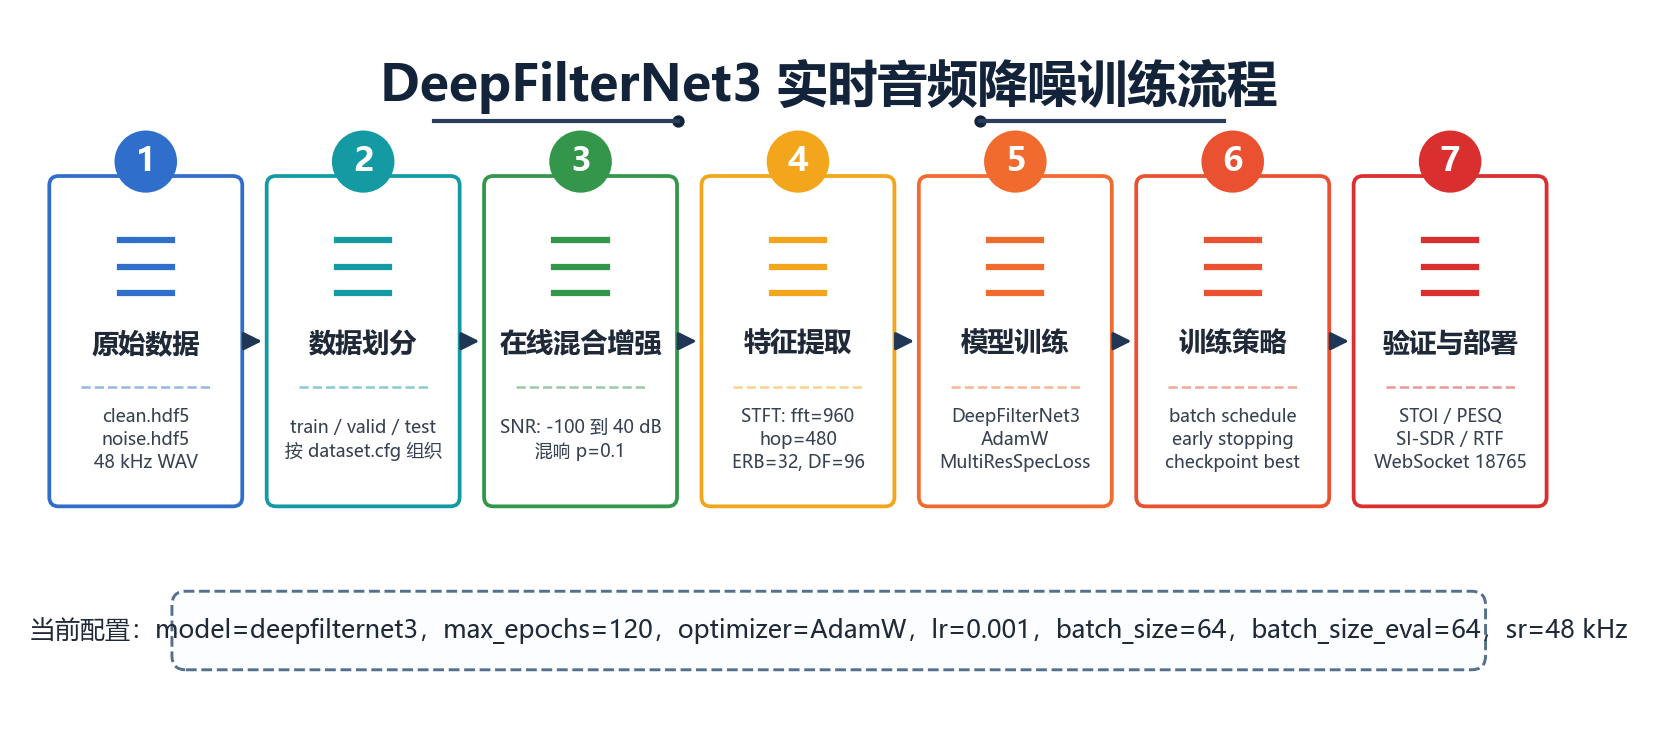 DeepFilterNet3 实时音频降噪训练流程
1
2
3
4
5
6
7
原始数据
clean.hdf5
noise.hdf5
48 kHz WAV
数据划分
train / valid / test
按 dataset.cfg 组织
在线混合增强
SNR: -100 到 40 dB
混响 p=0.1
特征提取
STFT: fft=960
hop=480
ERB=32, DF=96
模型训练
DeepFilterNet3
AdamW
MultiResSpecLoss
训练策略
batch schedule
early stopping
checkpoint best
验证与部署
STOI / PESQ
SI-SDR / RTF
WebSocket 18765
当前配置：model=deepfilternet3，max_epochs=120，optimizer=AdamW，lr=0.001，batch_size=64，batch_size_eval=64，sr=48 kHz